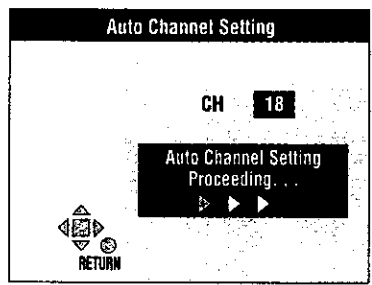 Auto Channel Setting
CH 18
Auto Channel Setting
Proceeding. . .
RETURN